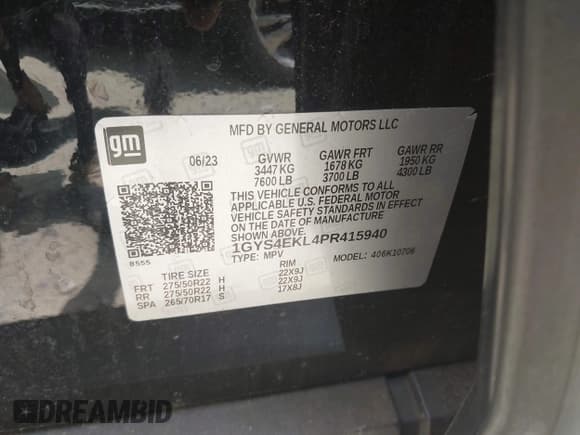 gm
MFD BY GENERAL MOTORS LLC
06/23 GVWR GAWR FRT GAWR RR
3447 KG 1678 KG 1950 KG
7600 LB 3700 LB 4300 LB
THIS VEHICLE CONFORMS TO ALL
APPLICABLE U.S. FEDERAL MOTOR
VEHICLE SAFETY STANDARDS IN EFFECT
ON THE DATE OF MANUFACTURE
SHOWN ABOVE.
1GYS4EKL4PR415940
TYPE: MPV MODEL: 406K10706
8555
TIRE SIZE RIM
FRT 275/50R22 H 22X9J
RR 275/50R22 H 22X9J
SPA 265/70R17 S 17X8J
DREAMBID